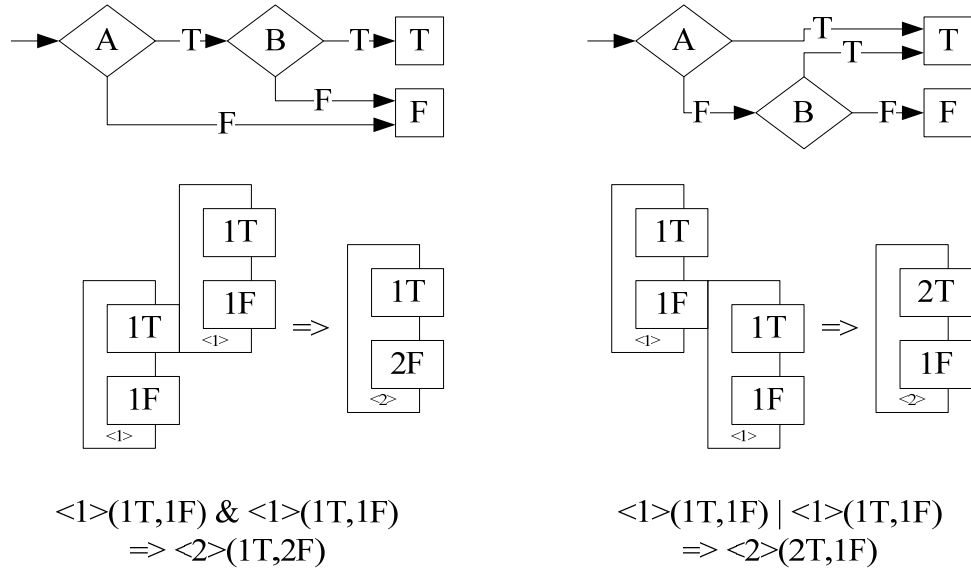 A T B T T
F
F
F
A T T
T
F B F F
1T
1F
<1>
1T
1F
<1>
=>
1T
2F
<2>
1T
1F
<1>
1T
1F
<1>
=>
2T
1F
<2>
<1>(1T,1F) & <1>(1T,1F)
=> <2>(1T,2F)
<1>(1T,1F) | <1>(1T,1F)
=> <2>(2T,1F)